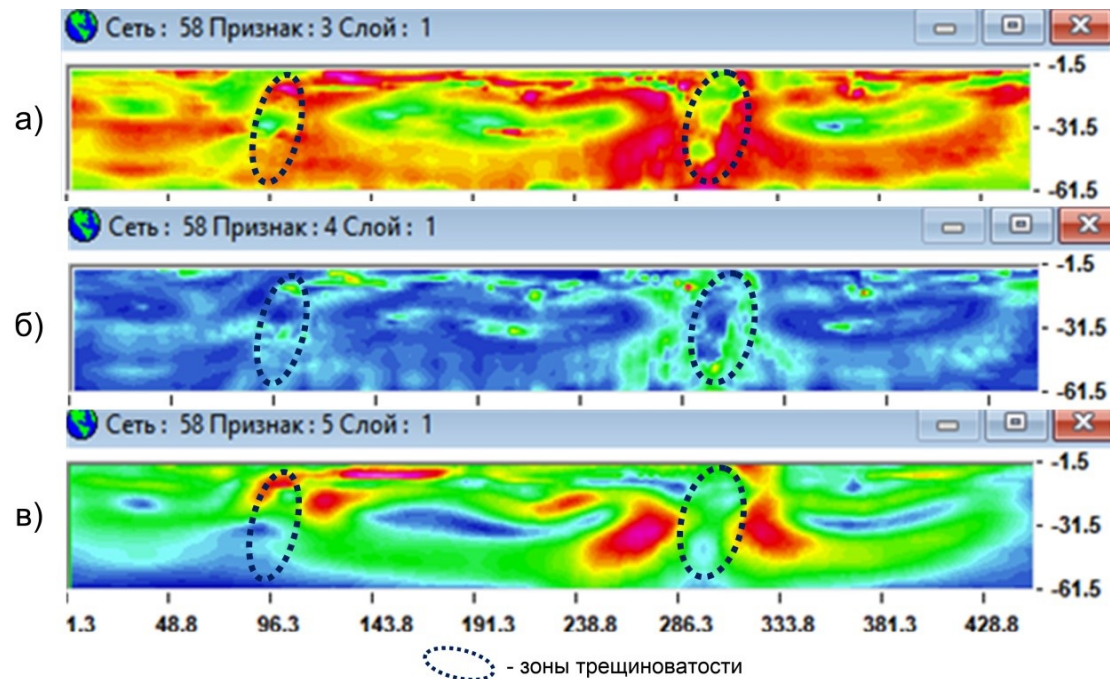 Сеть : 58 Признак : 3 Слой : 1
-1.5
а)
-31.5
-61.5
Сеть : 58 Признак : 4 Слой : 1
-1.5
б)
-31.5
-61.5
Сеть : 58 Признак : 5 Слой : 1
-1.5
в)
-31.5
-61.5
1.3 48.8 96.3 143.8 191.3 238.8 286.3 333.8 381.3 428.8
- зоны трещиноватости